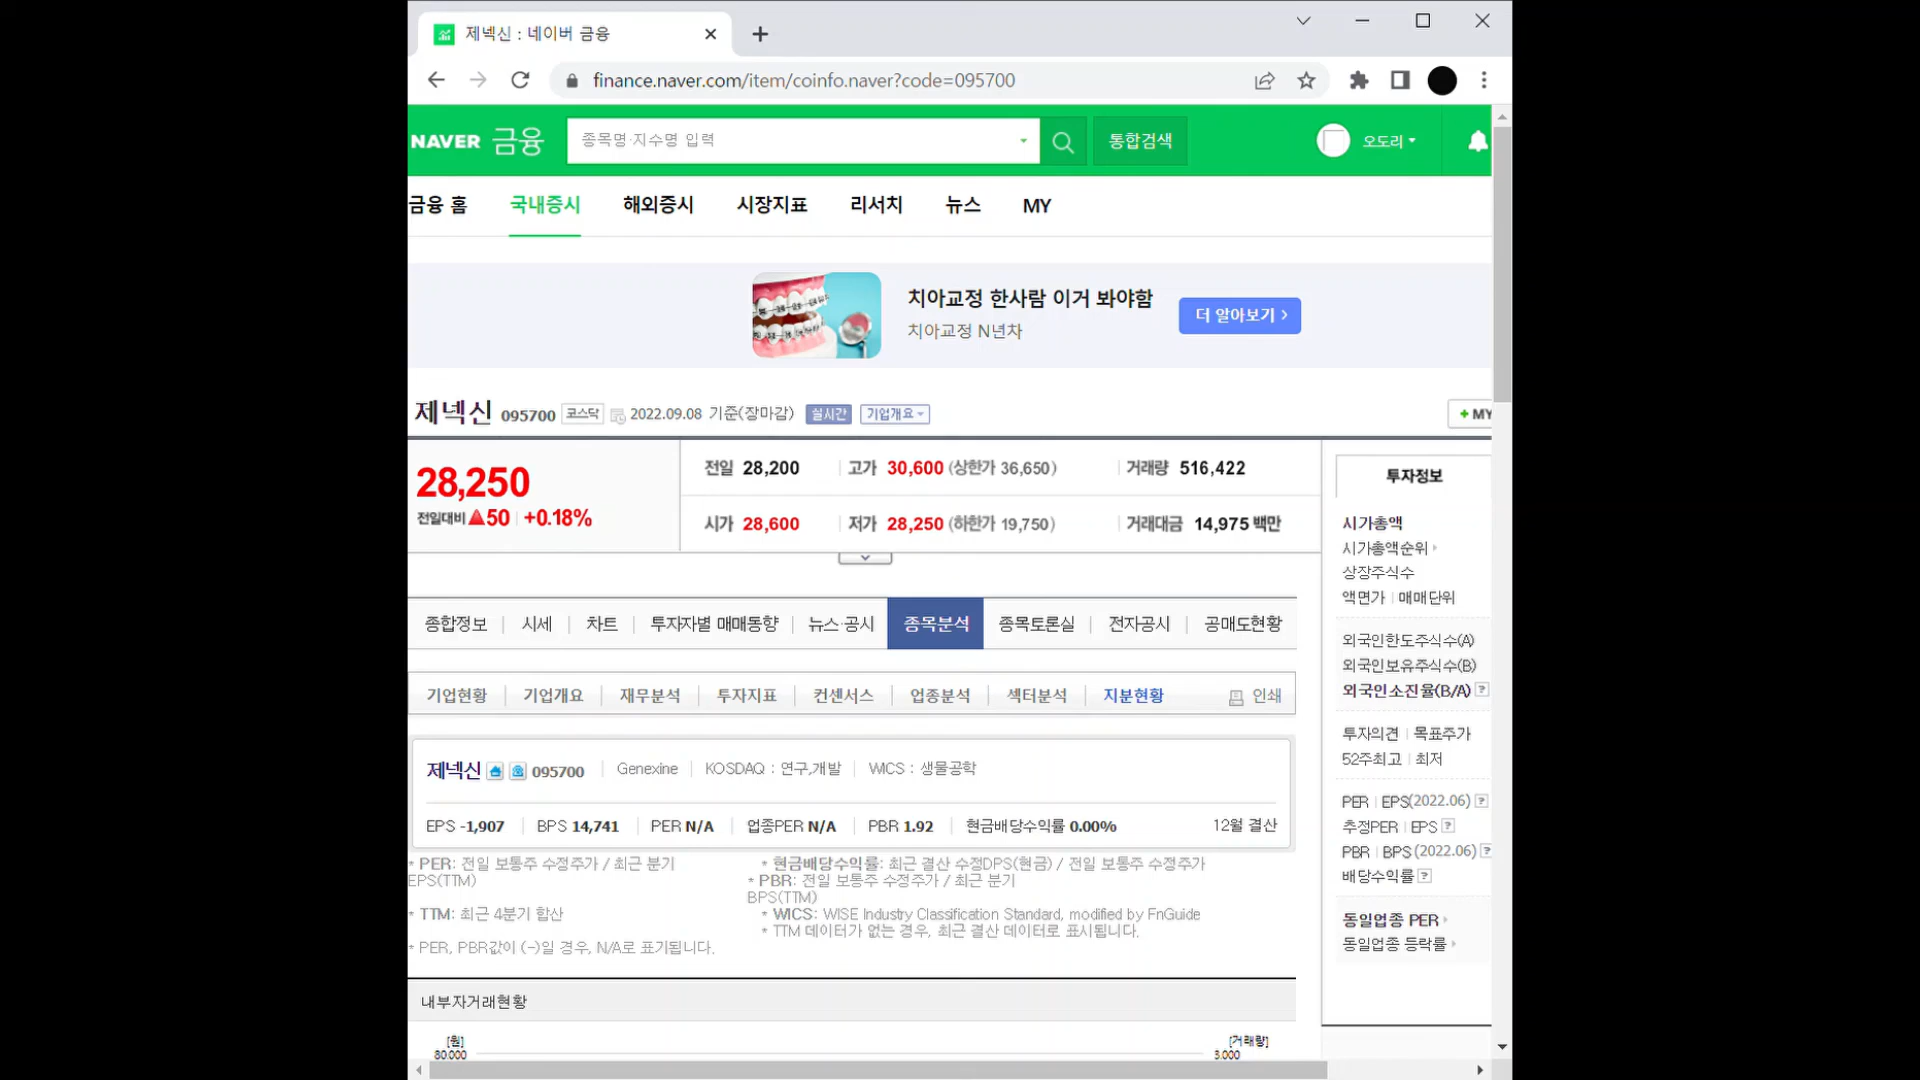 제넥신 : 네이버 금융
finance.naver.com/item/coinfo.naver?code=095700
NAVER 금융 종목명·지수명 입력 통합검색 오도리
금융 홈 국내증시 해외증시 시장지표 리서치 뉴스 MY
치아교정 한사람 이거 봐야함
치아교정 N년차
더 알아보기
제넥신 095700 코스닥 2022.09.08 기준(장마감) 실시간 기업개요
+ MY
28,250
전일대비 ▲50 +0.18%
전일 28,200 고가 30,600 (상한가 36,650) 거래량 516,422
시가 28,600 저가 28,250 (하한가 19,750) 거래대금 14,975 백만
종합정보 시세 차트 투자자별 매매동향 뉴스·공시 종목분석 종목토론실 전자공시 공매도현황
기업현황 기업개요 재무분석 투자지표 컨센서스 업종분석 섹터분석 지분현황 인쇄
제넥신 095700 Genexine KOSDAQ : 연구,개발 WICS : 생물공학
EPS -1,907 BPS 14,741 PER N/A 업종PER N/A PBR 1.92 현금배당수익률 0.00% 12월 결산
* PER: 전일 보통주 수정주가 / 최근 분기
EPS(TTM)
* TTM: 최근 4분기 합산
* PER, PBR값이 (-)일 경우, N/A로 표기됩니다.
* 현금배당수익률: 최근 결산 수정DPS(현금) / 전일 보통주 수정주가
* PBR: 전일 보통주 수정주가 / 최근 분기
BPS(TTM)
* WICS: WISE Industry Classification Standard, modified by FnGuide
* TTM 데이터가 없는 경우, 최근 결산 데이터로 표시됩니다.
내부자거래현황
[원] [거래량]
80,000 3,000
투자정보
시가총액
시가총액순위
상장주식수
액면가 매매단위
외국인한도주식수(A)
외국인보유주식수(B)
외국인소진율(B/A) ?
투자의견 목표주가
52주최고 최저
PER EPS(2022.06) ?
추정PER EPS ?
PBR BPS (2022.06) ?
배당수익률 ?
동일업종 PER
동일업종 등락률